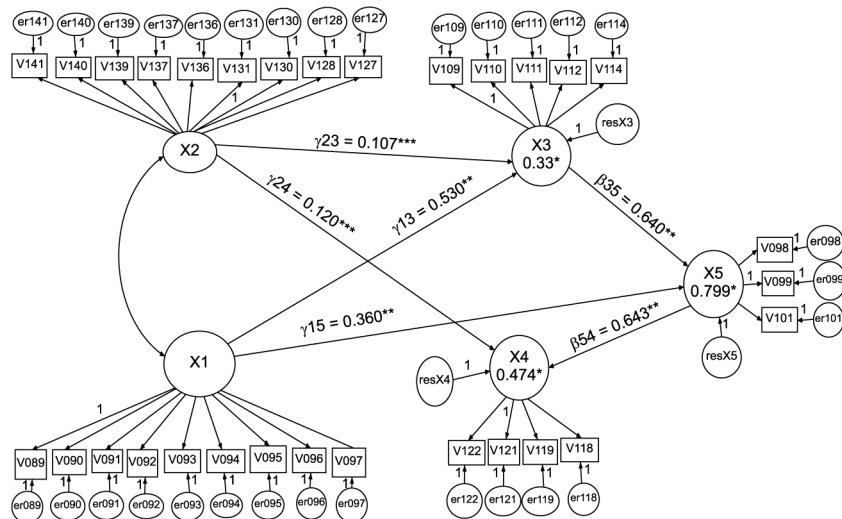 er141 er140 er139 er137 er136 er131 er130 er128 er127
1 1 1 1 1 1 1 1 1
V141 V140 V139 V137 V136 V131 V130 V128 V127
1
er109 er110 er111 er112 er114
1 1 1 1 1
V109 V110 V111 V112 V114
X2
X3
0.33*
1
resX3
γ23 = 0.107***
γ24 = 0.120***
γ13 = 0.530**
β35 = 0.640**
X5
0.799*
V098 1 er098
1 V099 1 er099
V101 1 er101
1
resX5
γ15 = 0.360**
β54 = 0.643**
X1
X4
0.474*
resX4 1
1
V089 V090 V091 V092 V093 V094 V095 V096 V097
1 1 1 1 1 1 1 1 1
er089 er090 er091 er092 er093 er094 er095 er096 er097
1
V122 V121 V119 V118
1 1 1 1
er122 er121 er119 er118